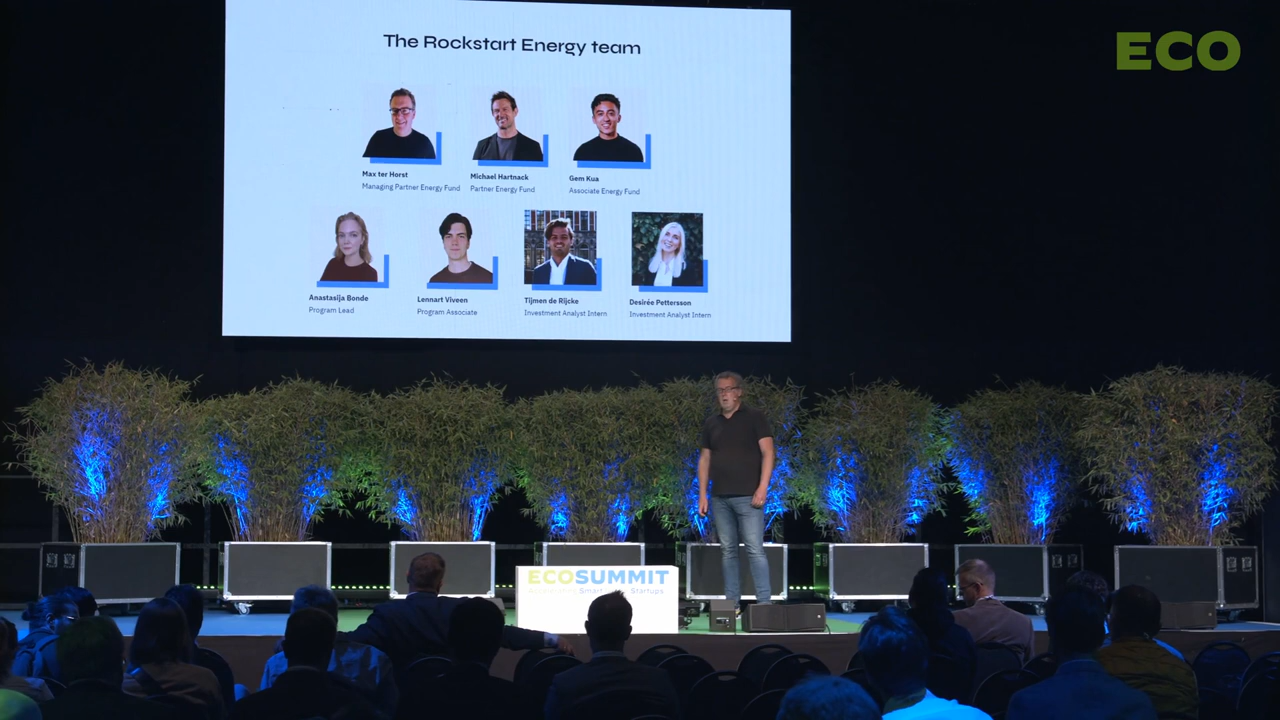 The Rockstart Energy team
ECO
Max ter Horst
Managing Partner Energy Fund
Michael Hartnack
Partner Energy Fund
Gem Kua
Associate Energy Fund
Anastasija Bonde
Program Lead
Lennart Viveen
Program Associate
Tijmen de Rijcke
Investment Analyst Intern
Desirée Pettersson
Investment Analyst Intern
ECOSUMMIT
Startups